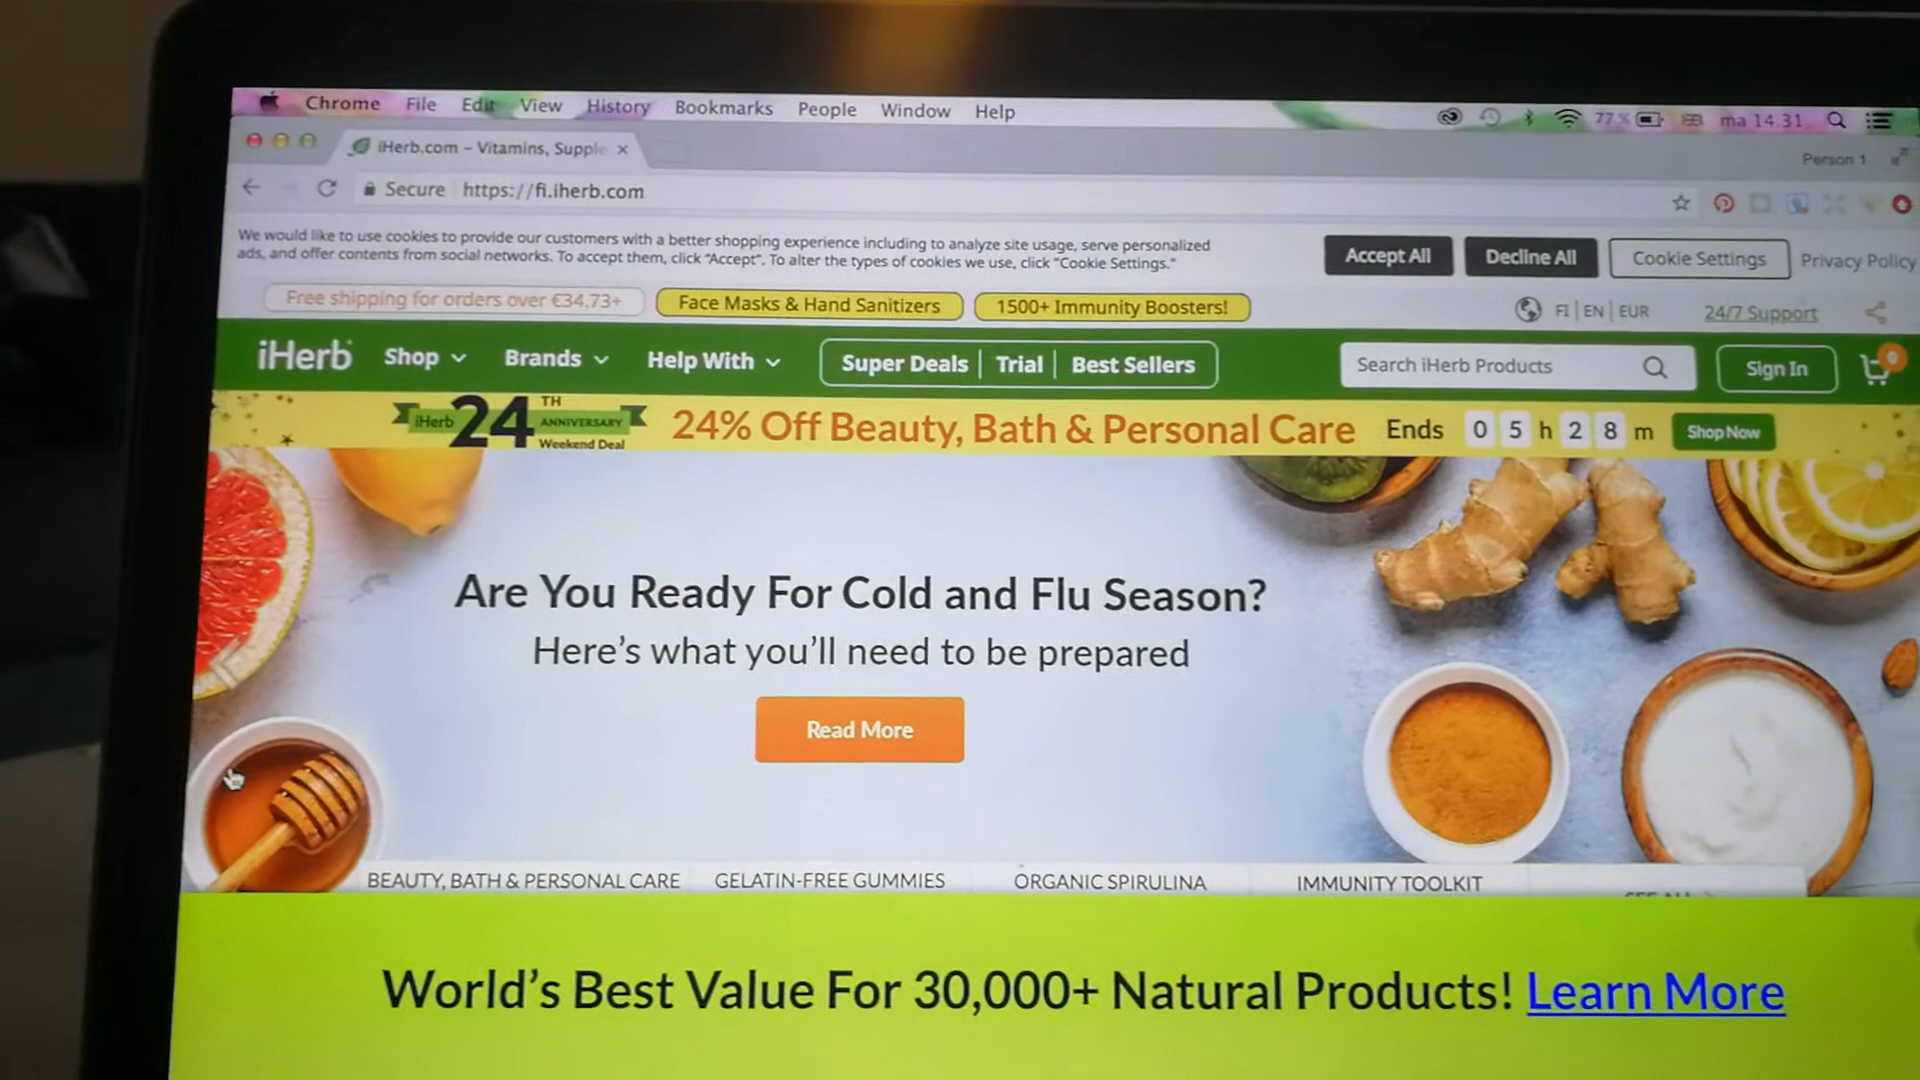 Chrome File Edit View History Bookmarks People Window Help 77% ma 14.31
iHerb.com – Vitamins, Supple
Person 1
Secure https://fi.iherb.com
We would like to use cookies to provide our customers with a better shopping experience including to analyze site usage, serve personalized
ads, and offer contents from social networks. To accept them, click "Accept". To alter the types of cookies we use, click "Cookie Settings."
Accept All
Decline All
Cookie Settings
Privacy Policy
Free shipping for orders over €34.73+
Face Masks & Hand Sanitizers
1500+ Immunity Boosters!
FI | EN | EUR
24/7 Support
iHerb Shop Brands Help With Super Deals | Trial | Best Sellers
Search iHerb Products
Sign In
0
iHerb 24 TH
ANNIVERSARY
Weekend Deal
24% Off Beauty, Bath & Personal Care Ends 0 5 h 2 8 m Shop Now
Are You Ready For Cold and Flu Season?
Here's what you'll need to be prepared
Read More
BEAUTY, BATH & PERSONAL CARE GELATIN-FREE GUMMIES ORGANIC SPIRULINA IMMUNITY TOOLKIT
World's Best Value For 30,000+ Natural Products! Learn More